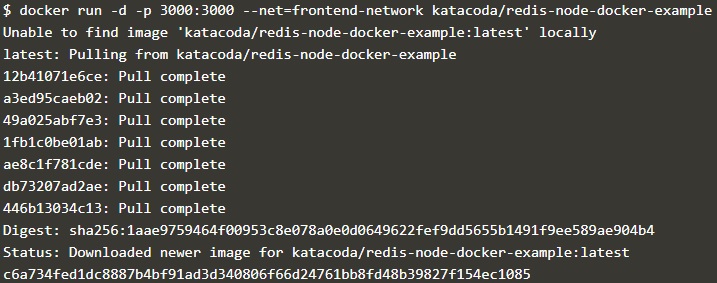 $ docker run -d -p 3000:3000 --net=frontend-network katacoda/redis-node-docker-example
Unable to find image 'katacoda/redis-node-docker-example:latest' locally
latest: Pulling from katacoda/redis-node-docker-example
12b41071e6ce: Pull complete
a3ed95caeb02: Pull complete
49a025abf7e3: Pull complete
1fb1c0be01ab: Pull complete
ae8c1f781cde: Pull complete
db73207ad2ae: Pull complete
446b13034c13: Pull complete
Digest: sha256:1aae9759464f00953c8e078a0e0d0649622fef9dd5655b1491f9ee589ae904b4
Status: Downloaded newer image for katacoda/redis-node-docker-example:latest
c6a734fed1dc8887b4bf91ad3d340806f66d24761bb8fd48b39827f154ec1085